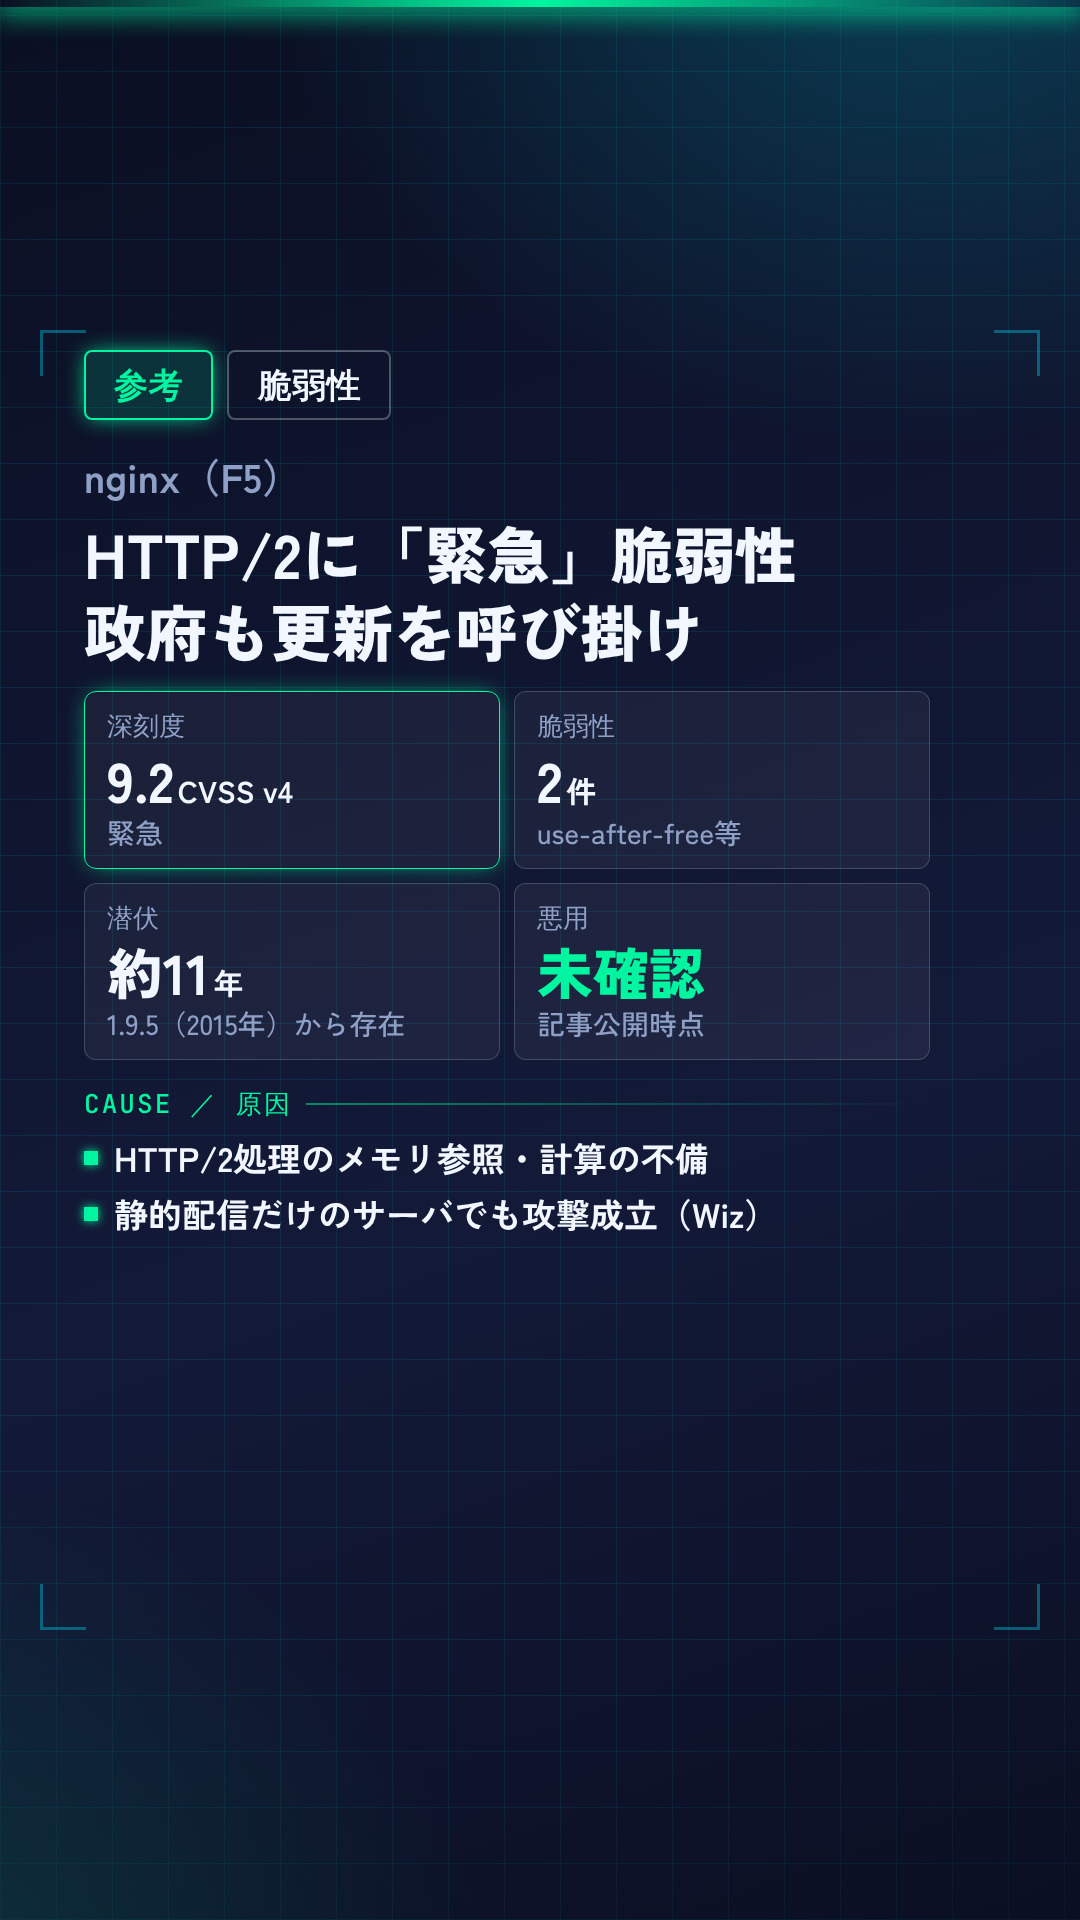 参考
脆弱性
nginx（F5）
HTTP/2に「緊急」脆弱性
政府も更新を呼び掛け
深刻度
9.2 CVSS v4
緊急
脆弱性
2件
use-after-free等
潜伏
約11年
1.9.5（2015年）から存在
悪用
未確認
記事公開時点
CAUSE ／ 原因
HTTP/2処理のメモリ参照・計算の不備
静的配信だけのサーバでも攻撃成立（Wiz）